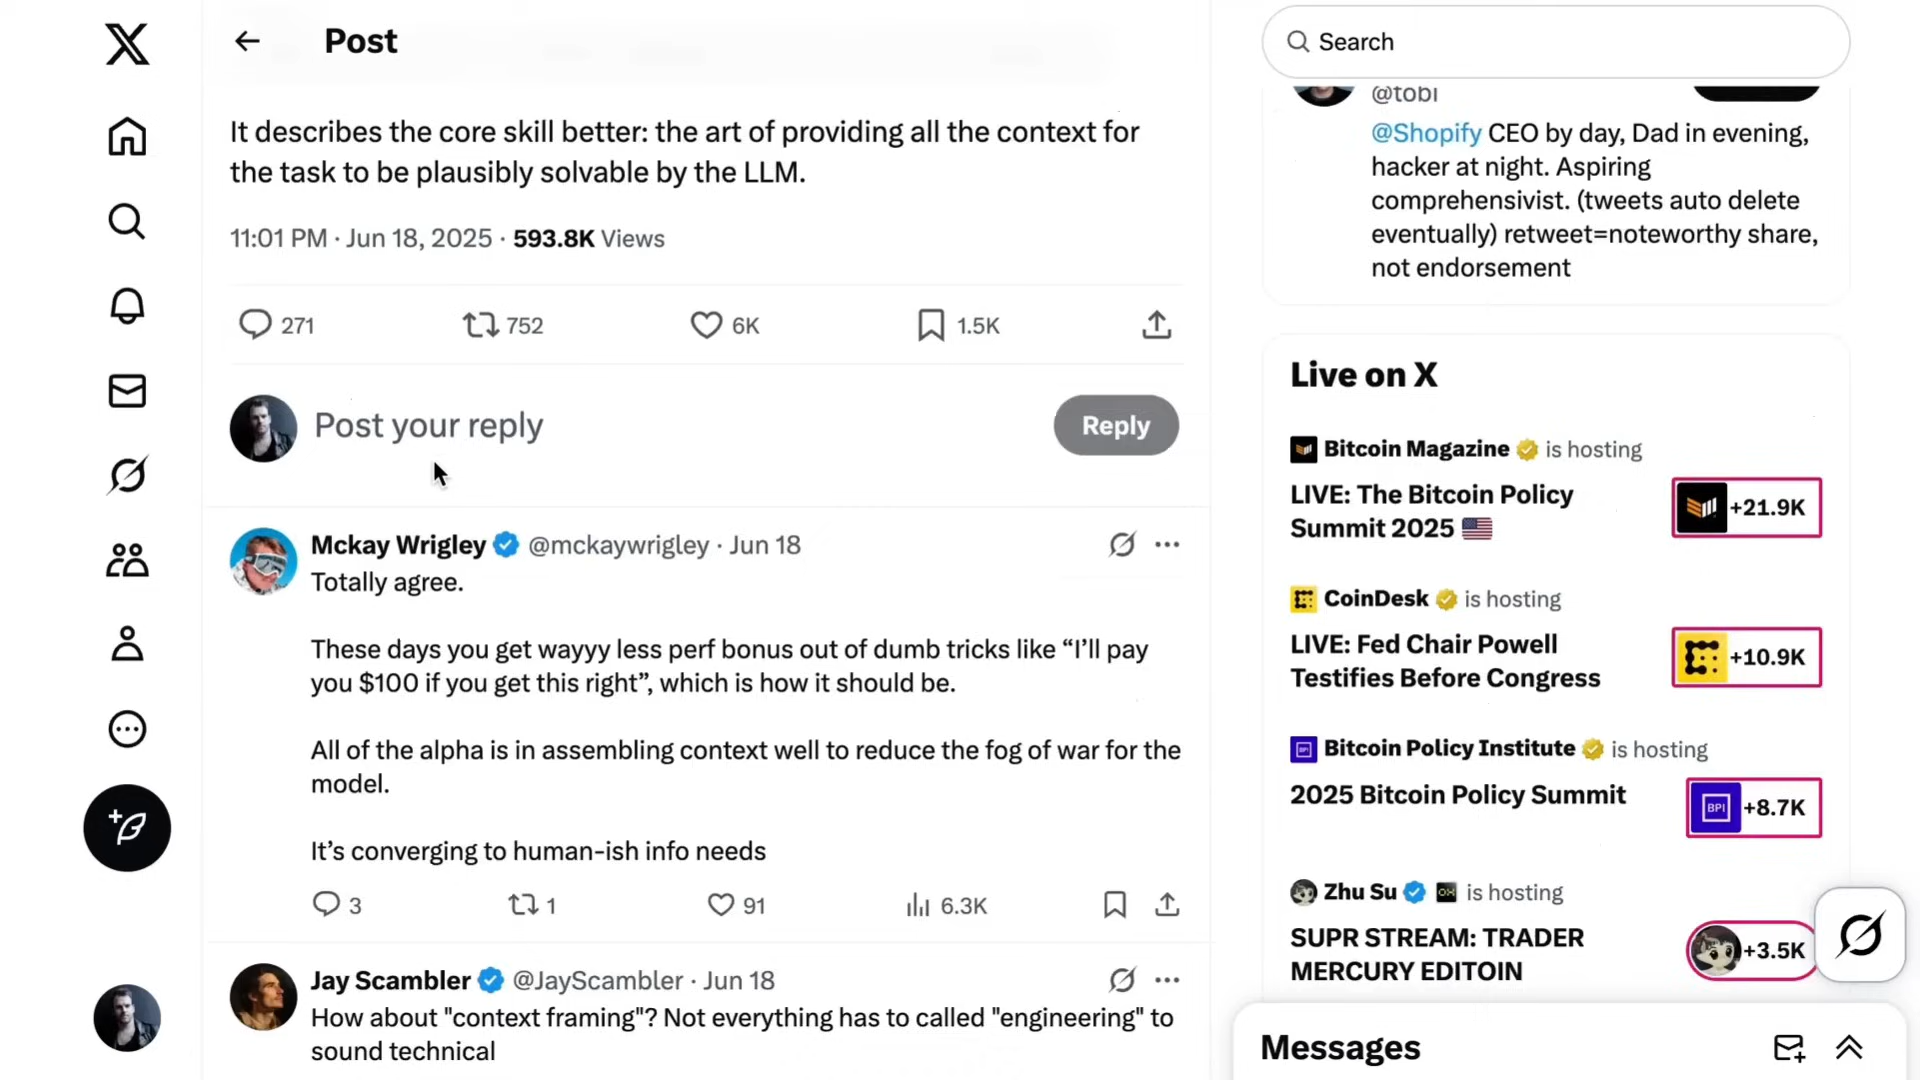 Post
It describes the core skill better: the art of providing all the context for
the task to be plausibly solvable by the LLM.
11:01 PM · Jun 18, 2025 · 593.8K Views
271 752 6K 1.5K
Post your reply
Reply
Mckay Wrigley @mckaywrigley · Jun 18
Totally agree.
These days you get wayyy less perf bonus out of dumb tricks like “I’ll pay
you $100 if you get this right”, which is how it should be.
All of the alpha is in assembling context well to reduce the fog of war for the
model.
It’s converging to human-ish info needs
3 1 91 6.3K
Jay Scambler @JayScambler · Jun 18
How about "context framing"? Not everything has to called "engineering" to
sound technical
Search
@tobi
@Shopify CEO by day, Dad in evening,
hacker at night. Aspiring
comprehensivist. (tweets auto delete
eventually) retweet=noteworthy share,
not endorsement
Live on X
Bitcoin Magazine is hosting
LIVE: The Bitcoin Policy
Summit 2025
+21.9K
CoinDesk is hosting
LIVE: Fed Chair Powell
Testifies Before Congress
+10.9K
Bitcoin Policy Institute is hosting
2025 Bitcoin Policy Summit
BPI +8.7K
Zhu Su is hosting
SUPR STREAM: TRADER
MERCURY EDITOIN
+3.5K
Messages